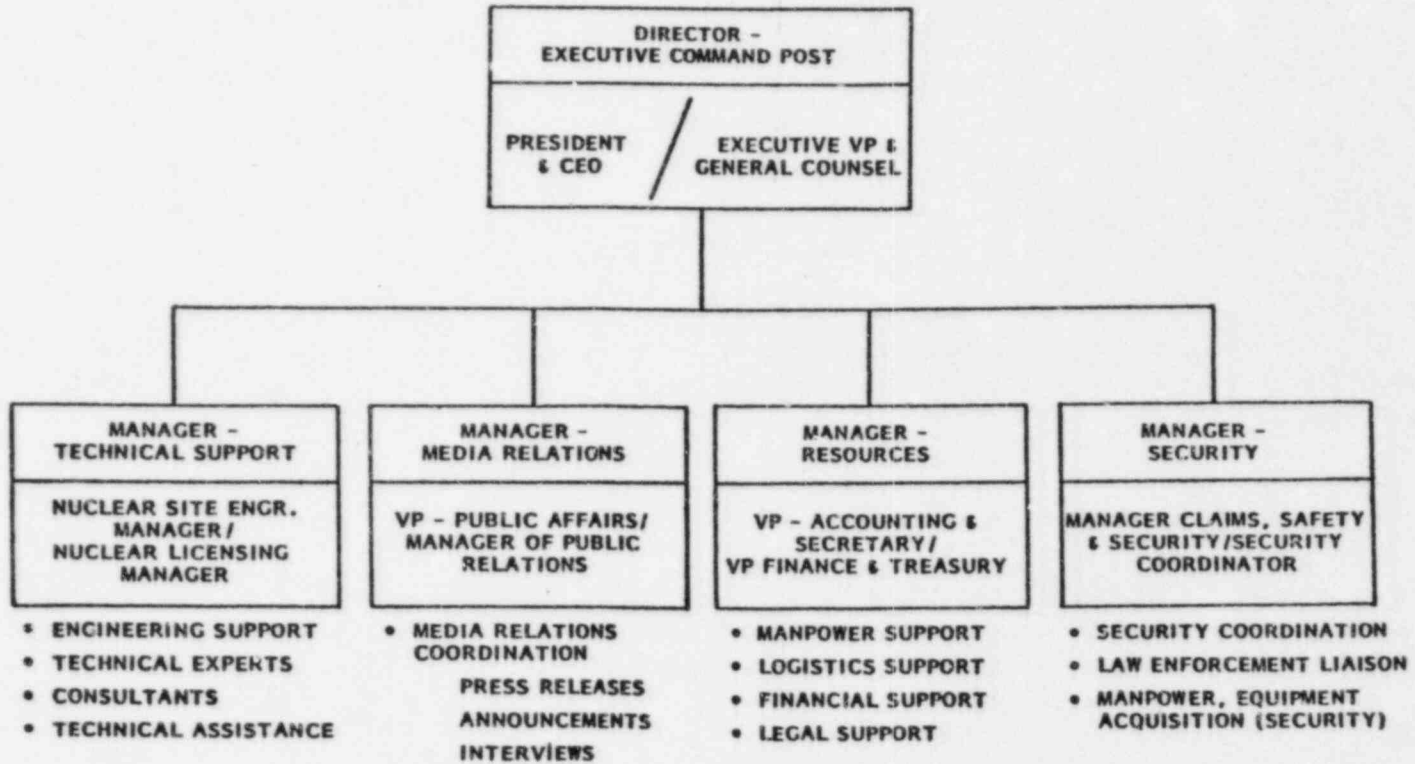 DIRECTOR -
EXECUTIVE COMMAND POST
PRESIDENT
& CEO
/
EXECUTIVE VP &
GENERAL COUNSEL
MANAGER -
TECHNICAL SUPPORT
NUCLEAR SITE ENGR.
MANAGER/
NUCLEAR LICENSING
MANAGER
• ENGINEERING SUPPORT
• TECHNICAL EXPERTS
• CONSULTANTS
• TECHNICAL ASSISTANCE
MANAGER -
MEDIA RELATIONS
VP - PUBLIC AFFAIRS/
MANAGER OF PUBLIC
RELATIONS
• MEDIA RELATIONS
COORDINATION
PRESS RELEASES
ANNOUNCEMENTS
INTERVIEWS
MANAGER -
RESOURCES
VP - ACCOUNTING &
SECRETARY/
VP FINANCE & TREASURY
• MANPOWER SUPPORT
• LOGISTICS SUPPORT
• FINANCIAL SUPPORT
• LEGAL SUPPORT
MANAGER -
SECURITY
MANAGER CLAIMS, SAFETY
& SECURITY/SECURITY
COORDINATOR
• SECURITY COORDINATION
• LAW ENFORCEMENT LIAISON
• MANPOWER, EQUIPMENT
ACQUISITION (SECURITY)